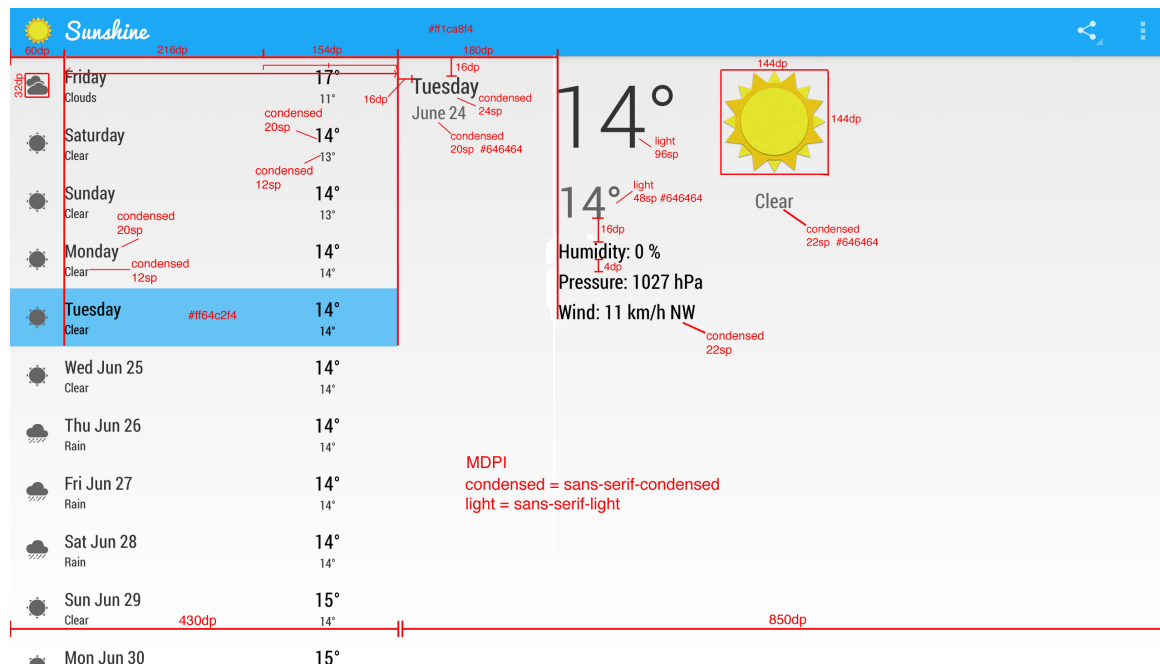 Sunshine
#ff1ca8f4
60dp
216dp
154dp
180dp
32dp
Friday
17°
Clouds
11°
16dp
16dp
Tuesday
condensed
24sp
June 24
condensed
20sp #646464
14°
light
96sp
144dp
144dp
condensed
20sp
Saturday
14°
Clear
13°
condensed
12sp
Sunday
14°
Clear
13°
condensed
20sp
14°
light
48sp #646464
Clear
condensed
22sp #646464
16dp
Monday
14°
Clear
14°
condensed
12sp
Humidity: 0 %
4dp
Pressure: 1027 hPa
Wind: 11 km/h NW
condensed
22sp
Tuesday
14°
Clear
14°
#ff64c2f4
Wed Jun 25
14°
Clear
14°
Thu Jun 26
14°
Rain
14°
MDPI
condensed = sans-serif-condensed
light = sans-serif-light
Fri Jun 27
14°
Rain
14°
Sat Jun 28
14°
Rain
14°
Sun Jun 29
15°
Clear
14°
430dp
850dp
Mon Jun 30
15°